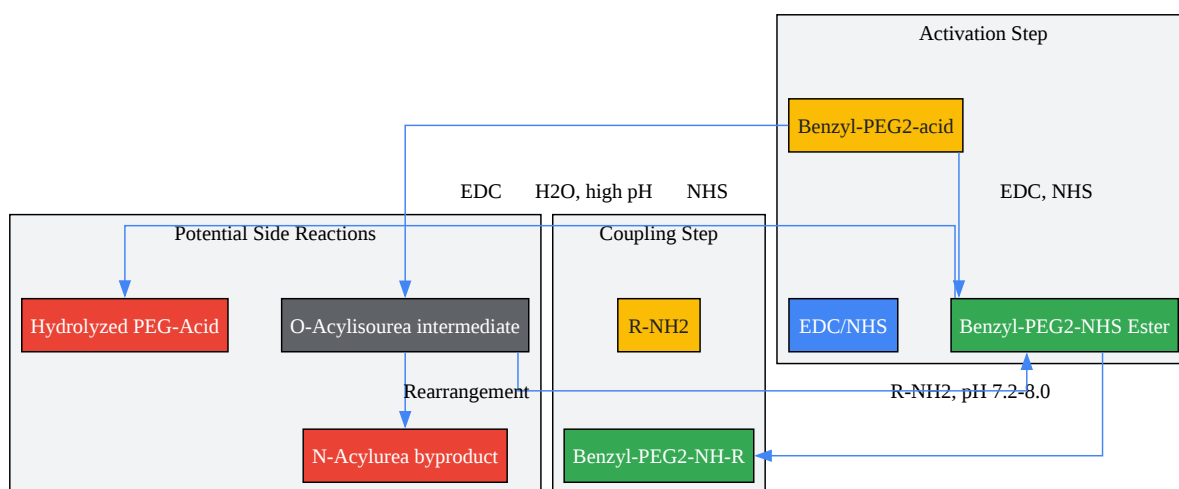 Activation Step
Benzyl-PEG2-acid
EDC
H2O, high pH
NHS
EDC, NHS
Potential Side Reactions
Coupling Step
Hydrolyzed PEG-Acid
O-Acylisourea intermediate
R-NH2
EDC/NHS
Benzyl-PEG2-NHS Ester
Rearrangement
R-NH2, pH 7.2-8.0
N-Acylurea byproduct
Benzyl-PEG2-NH-R